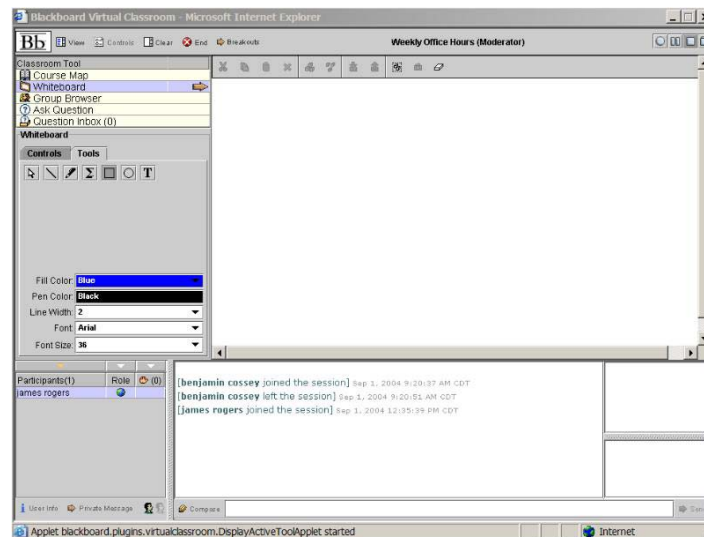 Blackboard Virtual Classroom - Microsoft Internet Explorer
Bb View Controls Clear End Breakouts Weekly Office Hours (Moderator)
Classroom Tool
Course Map
Whiteboard
Group Browser
Ask Question
Question Inbox (0)
Whiteboard
Controls Tools
Σ T
Fill Color: Blue
Pen Color: Black
Line Width: 2
Font: Arial
Font Size: 36
Participants(1) Role (0)
james rogers
[benjamin cossey joined the session] Sep 1, 2004 9:20:37 AM CDT
[benjamin cossey left the session] Sep 1, 2004 9:20:51 AM CDT
[james rogers joined the session] Sep 1, 2004 12:35:39 PM CDT
User Info Private Message Compose
Applet blackboard.plugins.virtualclassroom.DisplayActiveToolApplet started Internet